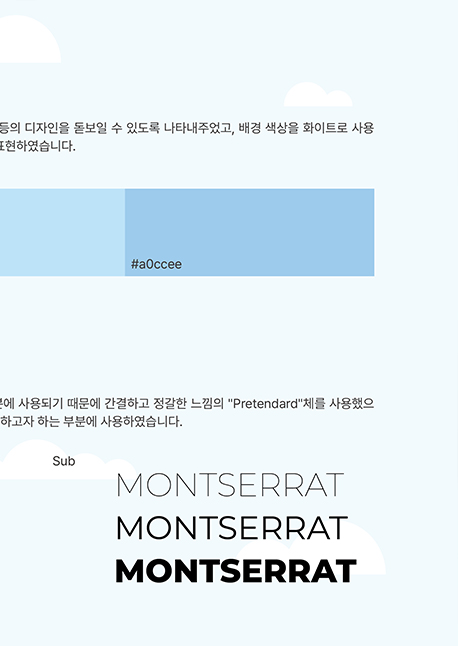 등의 디자인을 돋보일 수 있도록 나타내주었고, 배경 색상을 화이트로 사용
표현하였습니다.
#a0ccee
분에 사용되기 때문에 간결하고 정갈한 느낌의 "Pretendard"체를 사용했으
하고자 하는 부분에 사용하였습니다.
Sub
MONTSERRAT
MONTSERRAT
MONTSERRAT